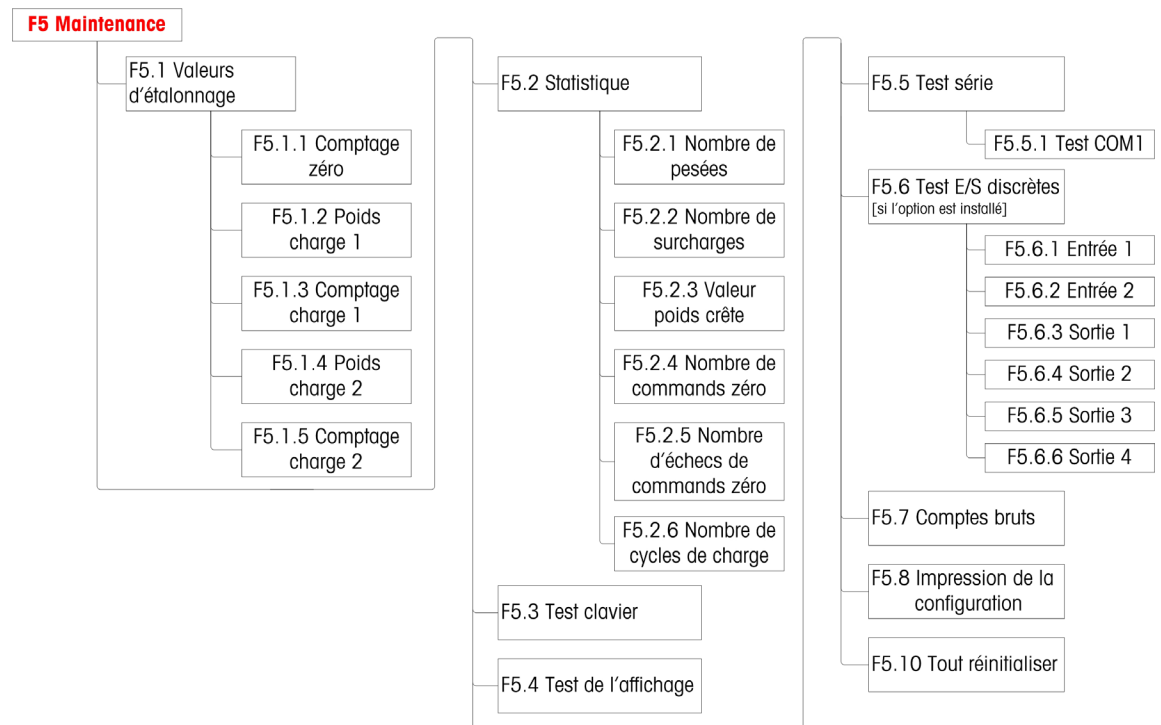 F5 Maintenance
F5.1 Valeurs
d'étalonnage
F5.1.1 Comptage
zéro
F5.1.2 Poids
charge 1
F5.1.3 Comptage
charge 1
F5.1.4 Poids
charge 2
F5.1.5 Comptage
charge 2
F5.2 Statistique
F5.2.1 Nombre de
pesées
F5.2.2 Nombre de
surcharges
F5.2.3 Valeur
poids crête
F5.2.4 Nombre de
commands zéro
F5.2.5 Nombre
d'échecs de
commands zéro
F5.2.6 Nombre de
cycles de charge
F5.3 Test clavier
F5.4 Test de l'affichage
F5.5 Test série
F5.5.1 Test COM1
F5.6 Test E/S discrètes
[si l'option est installé]
F5.6.1 Entrée 1
F5.6.2 Entrée 2
F5.6.3 Sortie 1
F5.6.4 Sortie 2
F5.6.5 Sortie 3
F5.6.6 Sortie 4
F5.7 Comptes bruts
F5.8 Impression de la
configuration
F5.10 Tout réinitialiser